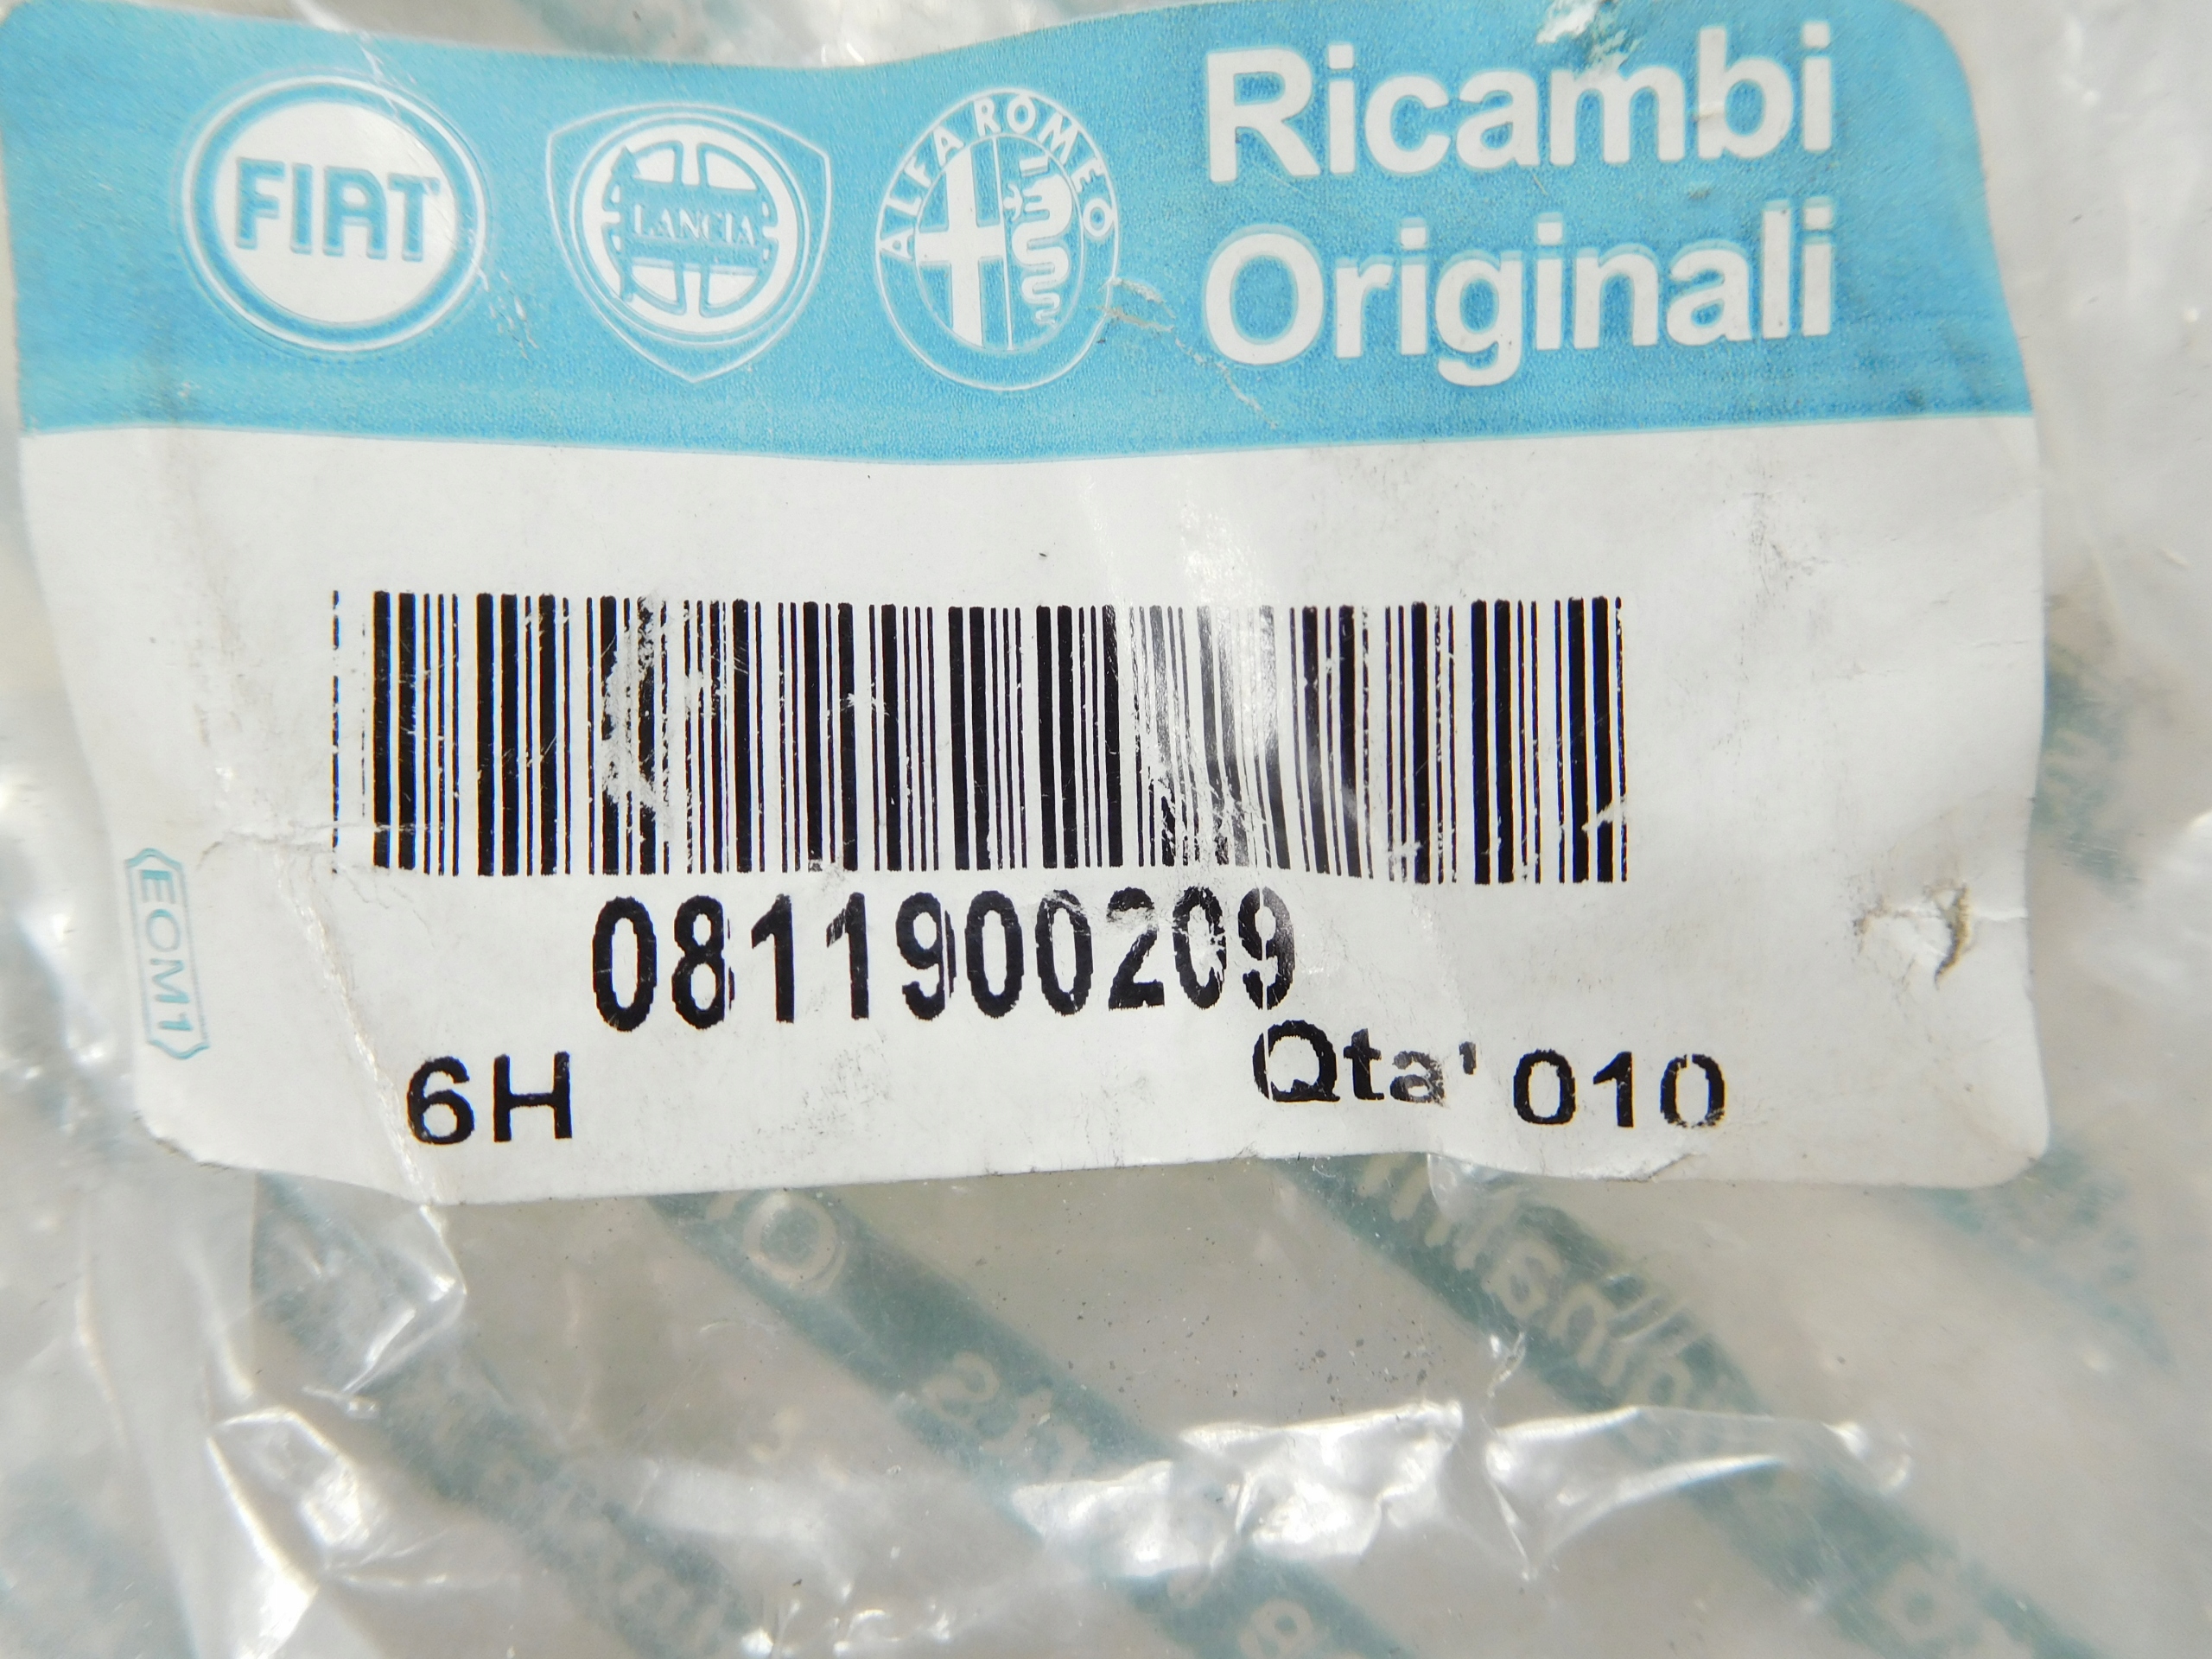 FIAT
LANCIA
ALFA ROMEO
Ricambi
Originali
0811900209
EOM1
6H
Qta' 010